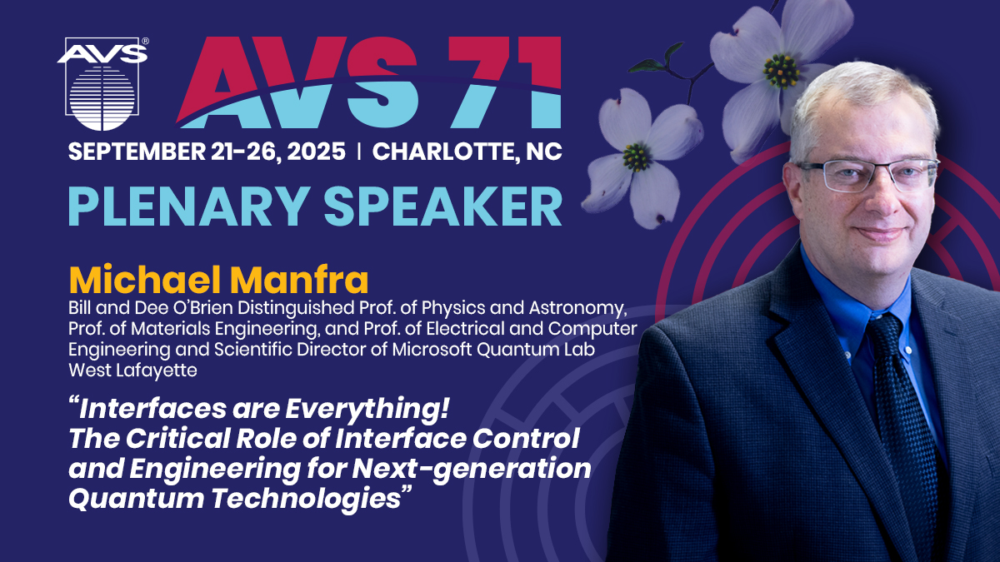 AVS®
AVS 71
SEPTEMBER 21-26, 2025 | CHARLOTTE, NC
PLENARY SPEAKER
Michael Manfra
Bill and Dee O’Brien Distinguished Prof. of Physics and Astronomy,
Prof. of Materials Engineering, and Prof. of Electrical and Computer
Engineering and Scientific Director of Microsoft Quantum Lab
West Lafayette
“Interfaces are Everything!
The Critical Role of Interface Control
and Engineering for Next-generation
Quantum Technologies”